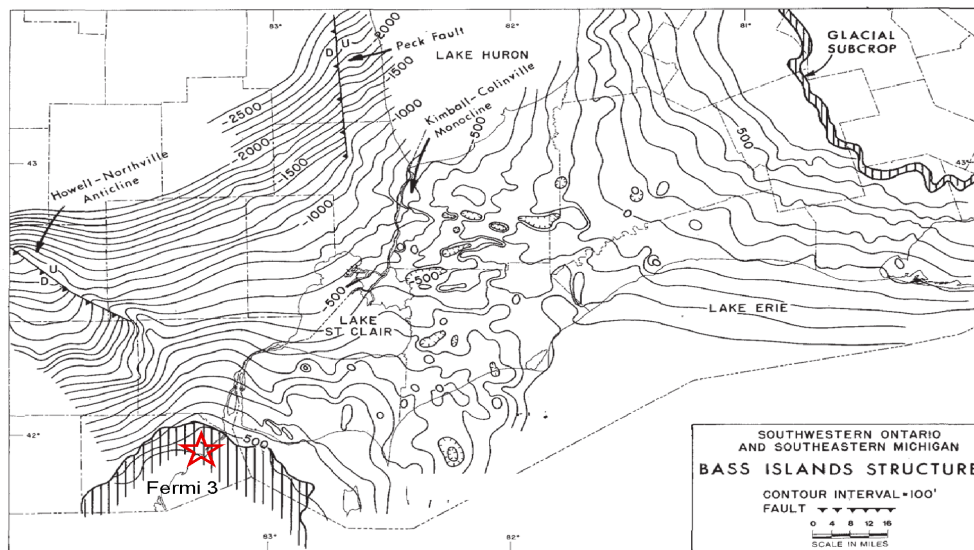 83°
82°
81°
GLACIAL
SUBCROP
D U
Peck Fault
LAKE HURON
-2000
-1500
-1000
Kimball-Colinville
Monocline
-500
-2500
-2000
-1500
-1000
500
43
43°
Howell-Northville
Anticline
U
D
-500
-500
LAKE
ST CLAIR
LAKE ERIE
42°
42°
500
Fermi 3
83°
82°
SOUTHWESTERN ONTARIO
AND SOUTHEASTERN MICHIGAN
BASS ISLANDS STRUCTURE
CONTOUR INTERVAL=100'
FAULT
0 4 8 12 16
SCALE IN MILES